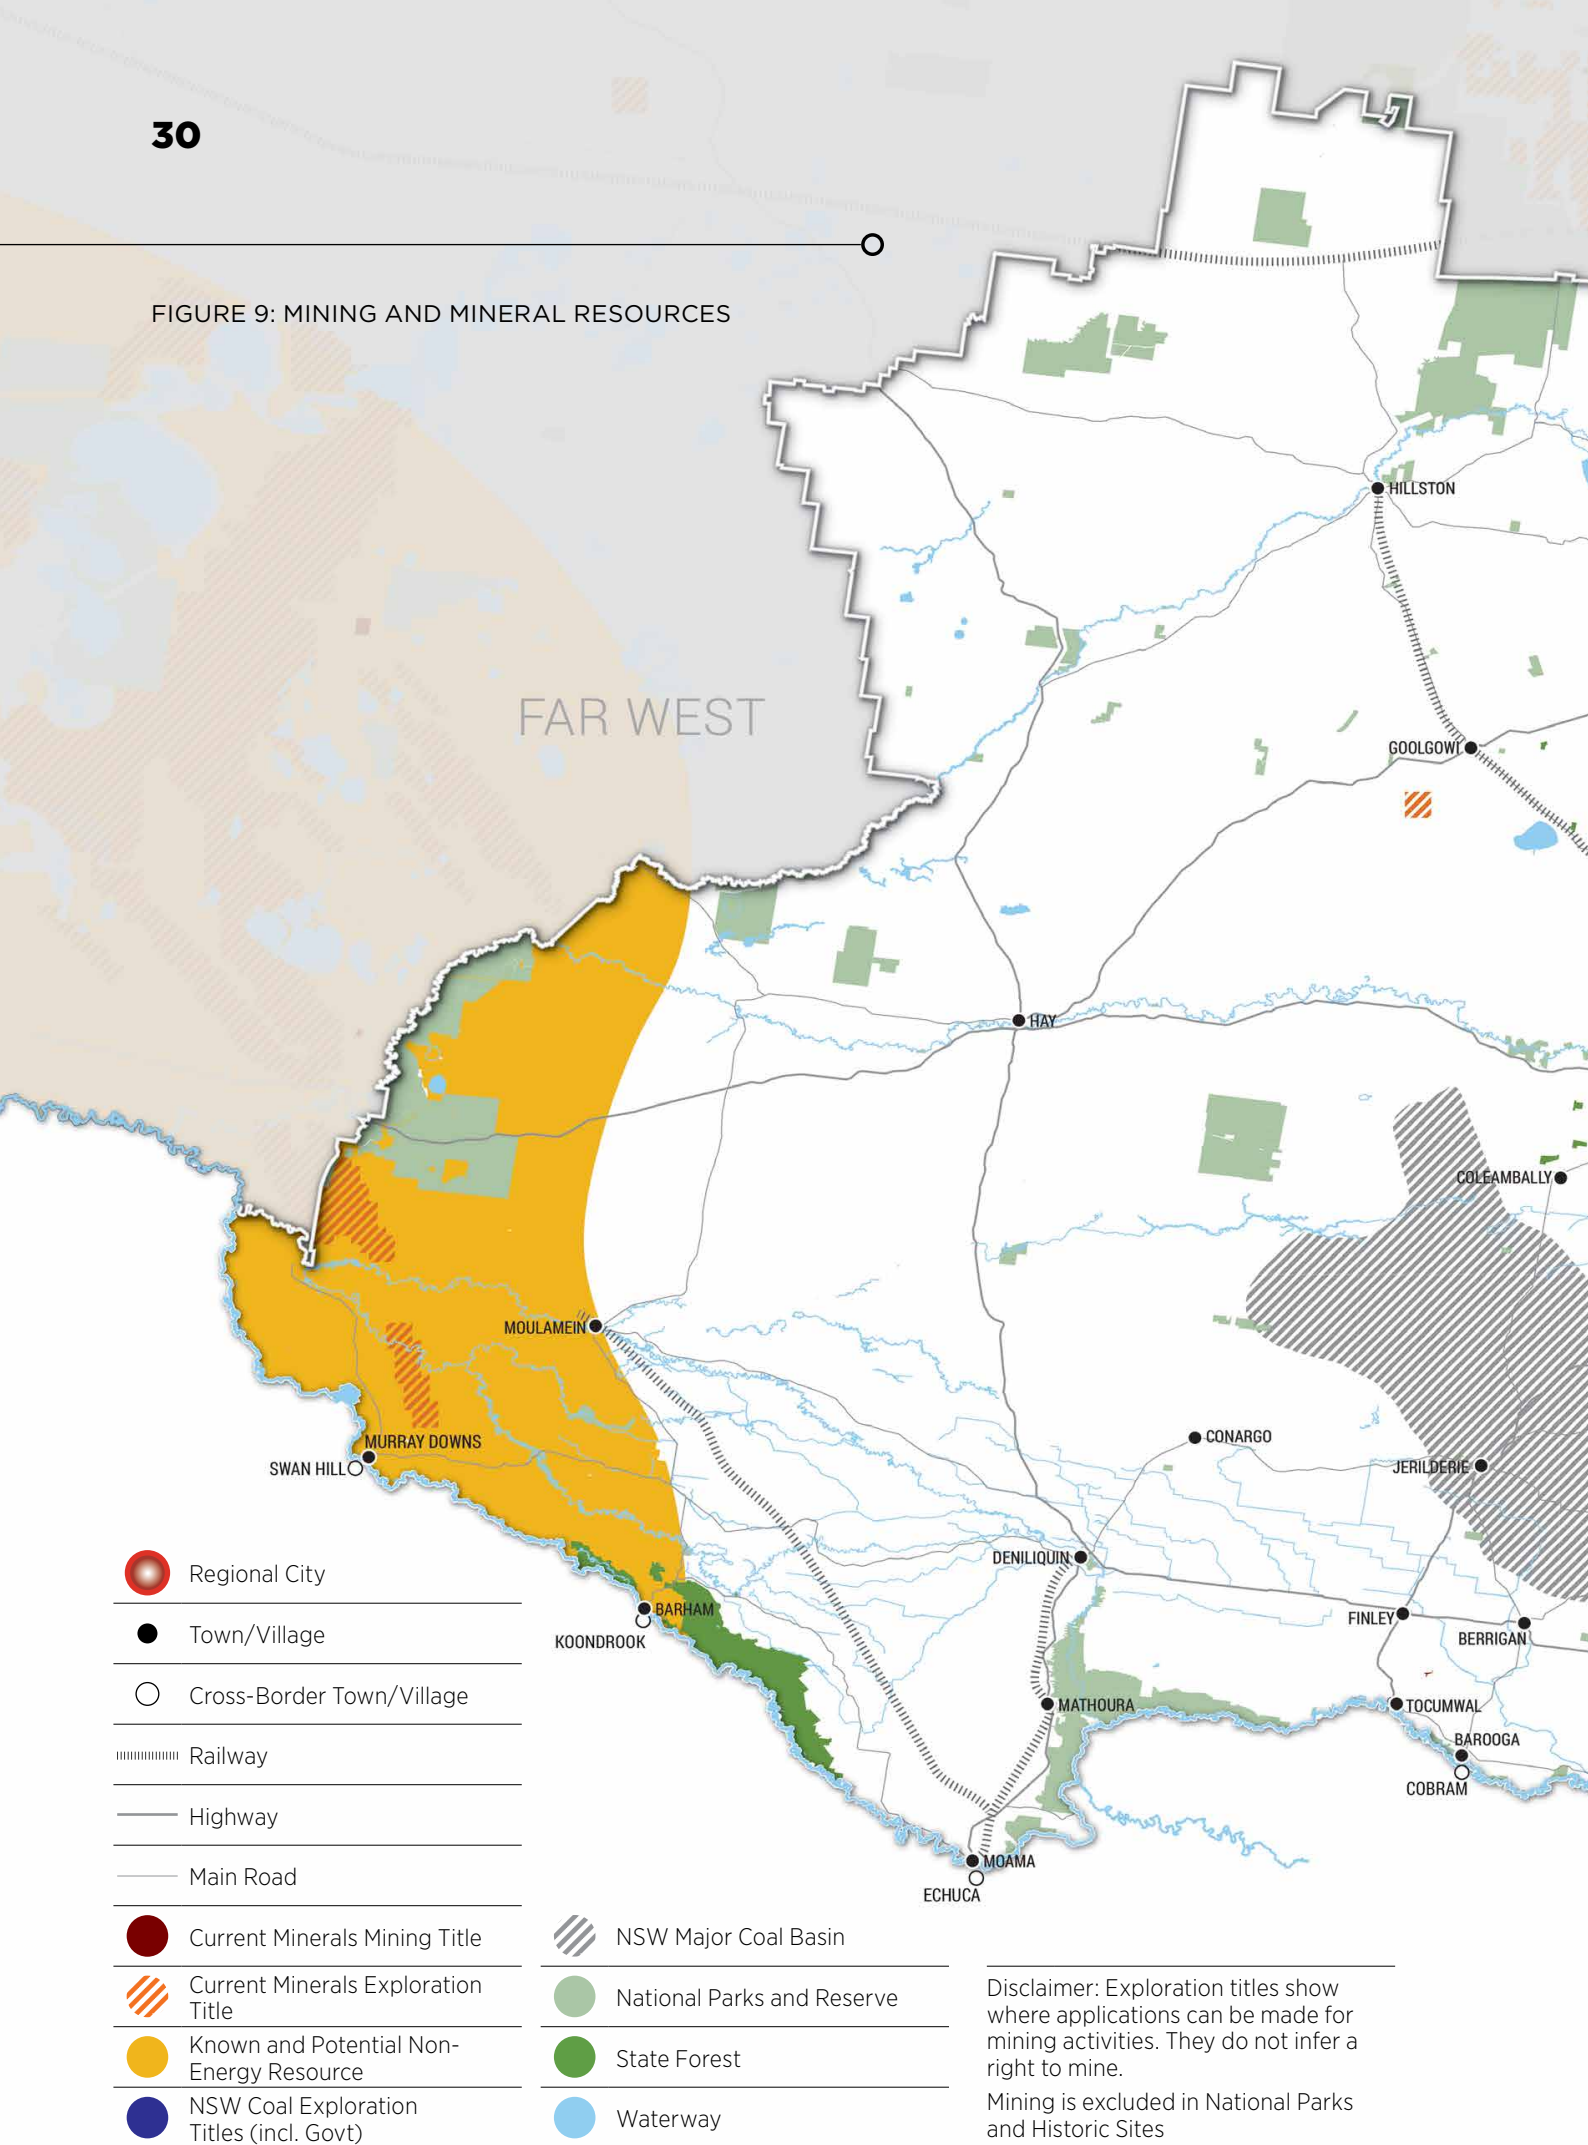 30
FIGURE 9: MINING AND MINERAL RESOURCES
FAR WEST
HILLSTON
GOOLGOWI
HAY
COLEAMBALLY
MOULAMEIN
MURRAY DOWNS
SWAN HILL
CONARGO
JERILDERIE
DENILIQUIN
BARHAM
KOONDROOK
FINLEY
BERRIGAN
MATHOURA
TOCUMWAL
BAROOGA
COBRAM
MOAMA
ECHUCA
Regional City
Town/Village
Cross-Border Town/Village
Railway
Highway
Main Road
Current Minerals Mining Title
Current Minerals Exploration
Title
Known and Potential Non-
Energy Resource
NSW Coal Exploration
Titles (incl. Govt)
NSW Major Coal Basin
National Parks and Reserve
State Forest
Waterway
Disclaimer: Exploration titles show
where applications can be made for
mining activities. They do not infer a
right to mine.
Mining is excluded in National Parks
and Historic Sites